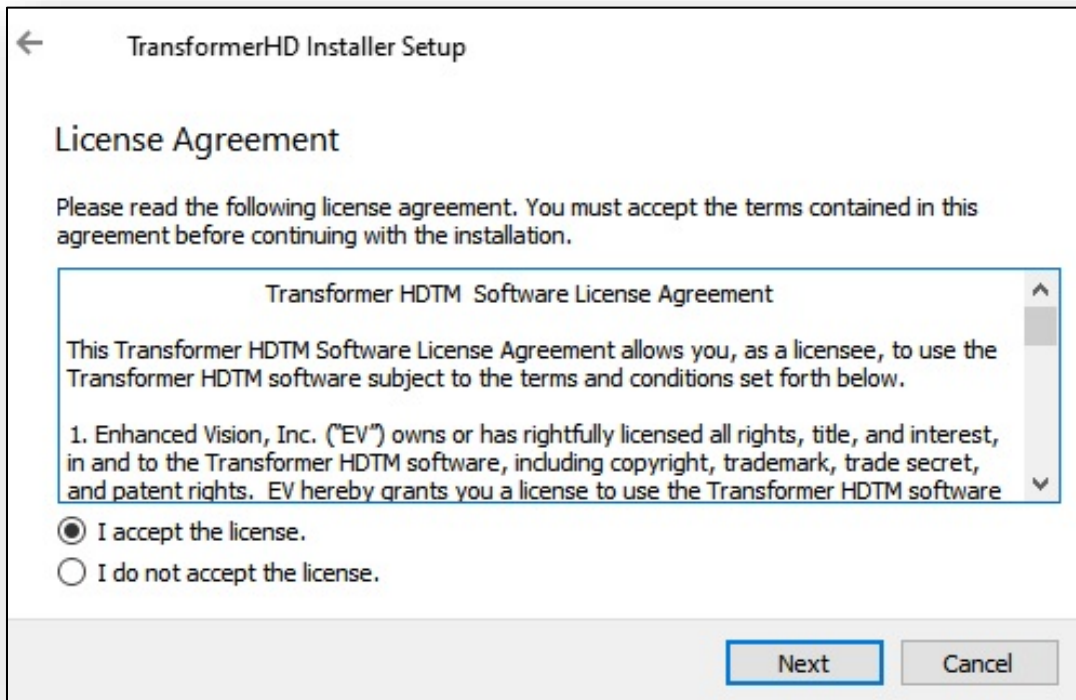 TransformerHD Installer Setup
License Agreement
Please read the following license agreement. You must accept the terms contained in this
agreement before continuing with the installation.
Transformer HDTM  Software License Agreement
This Transformer HDTM Software License Agreement allows you, as a licensee, to use the
Transformer HDTM software subject to the terms and conditions set forth below.
1. Enhanced Vision, Inc. ("EV") owns or has rightfully licensed all rights, title, and interest,
in and to the Transformer HDTM software, including copyright, trademark, trade secret,
and patent rights.  EV hereby grants you a license to use the Transformer HDTM software
I accept the license.
I do not accept the license.
Next
Cancel